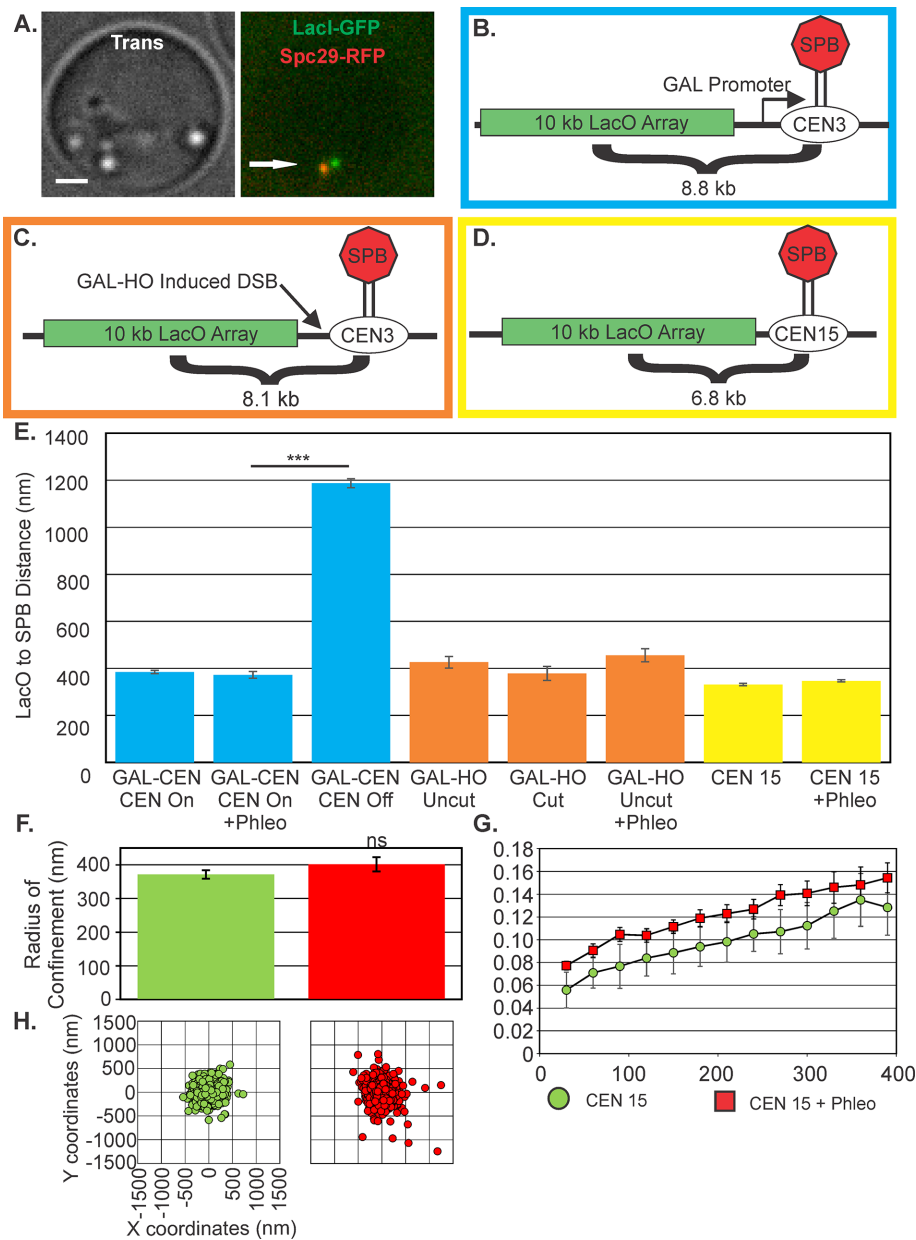 A.
Trans
LacI-GFP
Spc29-RFP
B.
SPB
GAL Promoter
10 kb LacO Array
CEN3
8.8 kb
C.
SPB
GAL-HO Induced DSB
10 kb LacO Array
CEN3
8.1 kb
D.
SPB
10 kb LacO Array
CEN15
6.8 kb
E.
LacO to SPB Distance (nm)
1400
1200
1000
800
600
400
200
0
***
GAL-CEN
CEN On
GAL-CEN
CEN On
+Phleo
GAL-CEN
CEN Off
GAL-HO
Uncut
GAL-HO
Cut
GAL-HO
Uncut
+Phleo
CEN 15
CEN 15
+Phleo
F.
Radius of
Confinement (nm)
400
300
200
100
0
ns
G.
0.18
0.16
0.14
0.12
0.10
0.08
0.06
0.04
0.02
0
0
100
200
300
400
CEN 15
CEN 15 + Phleo
H.
Y coordinates (nm)
1500
1000
500
0
-500
-1000
-1500
-1500
-1000
-500
0
500
1000
1500
X coordinates (nm)